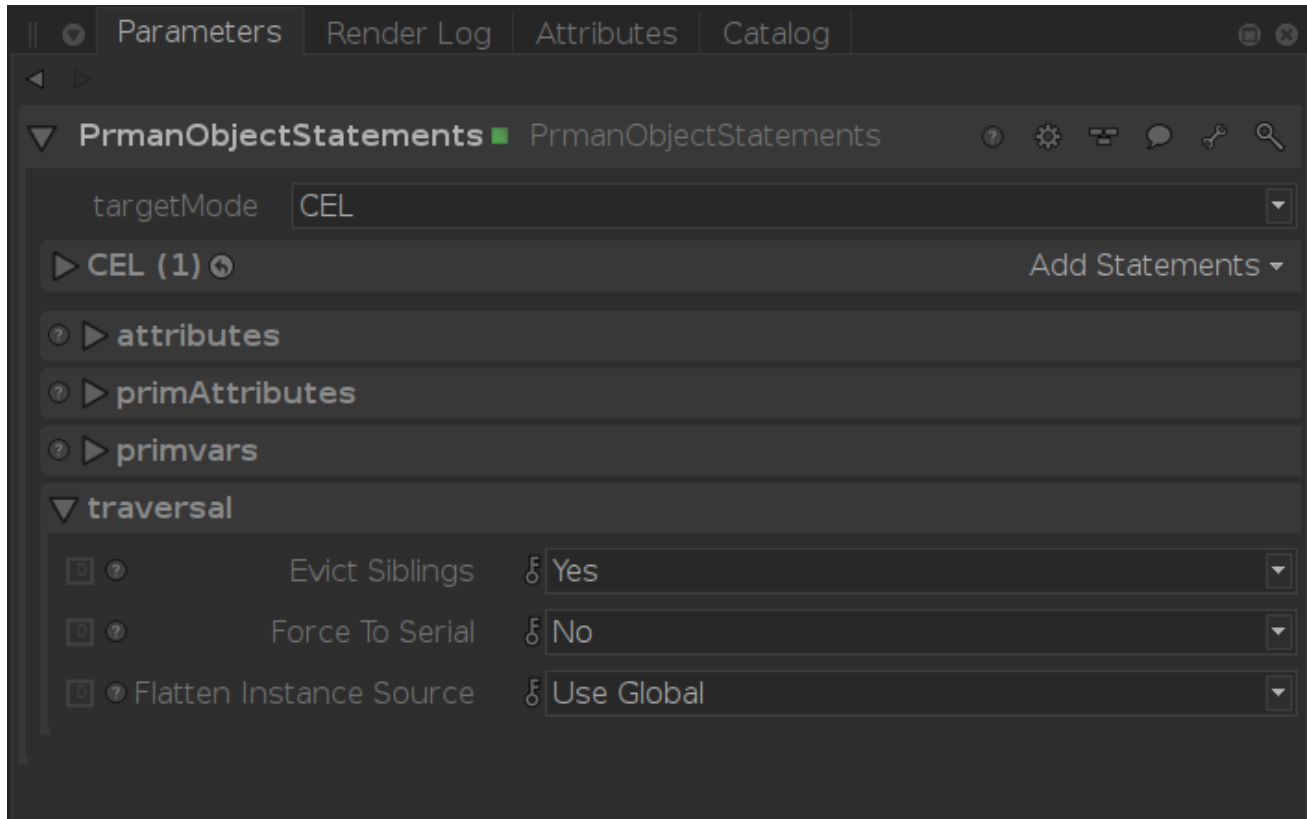 Parameters Render Log Attributes Catalog
PrmanObjectStatements PrmanObjectStatements
targetMode CEL
CEL (1) Add Statements
attributes
primAttributes
primvars
traversal
D ? Evict Siblings Yes
D ? Force To Serial No
D ? Flatten Instance Source Use Global